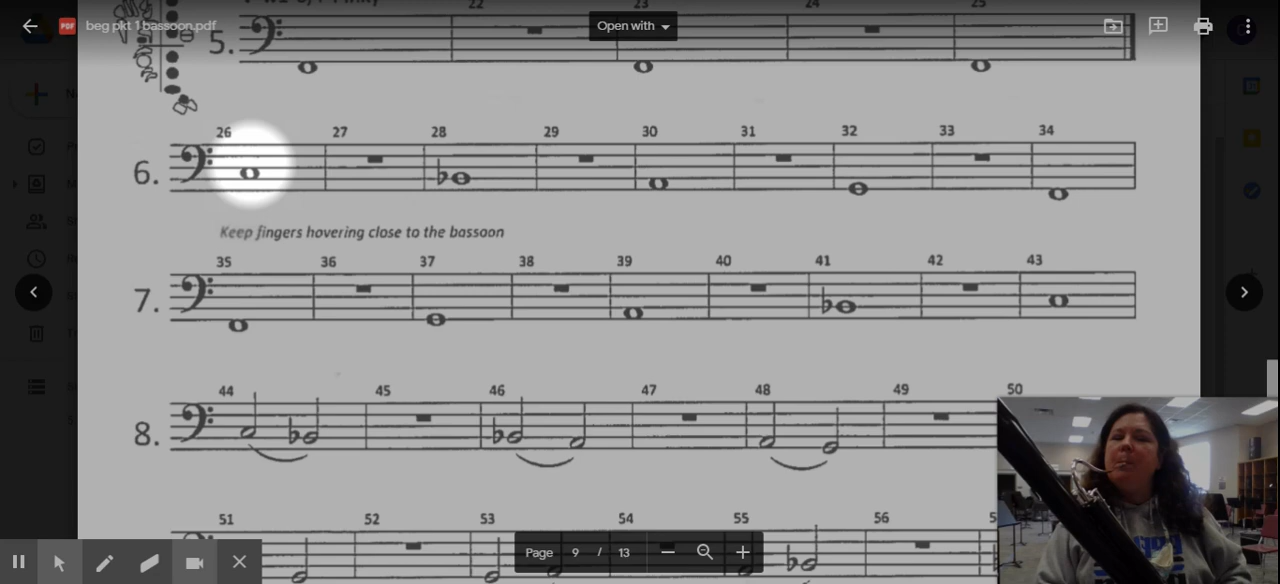 22 23 24 25
beg pkt 1 bassoon.pdf
Open with
5.
26 27 28 29 30 31 32 33 34
6.
Keep fingers hovering close to the bassoon
35 36 37 38 39 40 41 42 43
7.
44 45 46 47 48 49 50
8.
51 52 53 54 55 56
Page 9 / 13